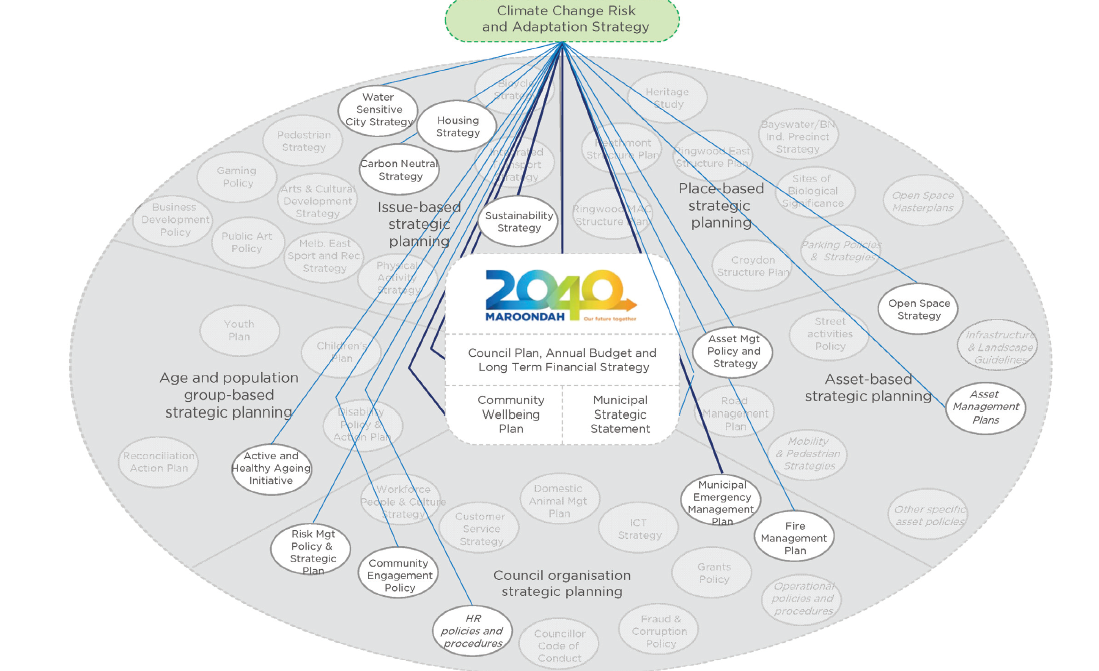 Climate Change Risk
and Adaptation Strategy
Bicycle
Strategy
Heritage
Study
Water
Sensitive
City Strategy
Housing
Strategy
Pedestrian
Strategy
Carbon Neutral
Strategy
Integrated
Transport
Strategy
Heathmont
Structure Plan
Ringwood East
Structure Plan
Bayswater/BN
Ind. Precinct
Strategy
Gaming
Policy
Arts & Cultural
Development
Strategy
Sites of
Biological
Significance
Open Space
Masterplans
Business
Development
Policy
Public Art
Policy
Melb. East
Sport and Rec
Strategy
Issue-based
strategic
planning
Sustainability
Strategy
Ringwood MAC
Structure Plan
Place-based
strategic
planning
Parking Policies
& Strategies
Croydon
Structure Plan
Physical
Activity
Strategy
2040
MAROONDAH
Our future together
Open Space
Strategy
Youth
Plan
Children's
Plan
Council Plan, Annual Budget and
Long Term Financial Strategy
Asset Mgt
Policy and
Strategy
Street
activities
Policy
Infrastructure
& Landscape
Guidelines
Age and population
group-based
strategic planning
Community
Wellbeing
Plan
Municipal
Strategic
Statement
Asset-based
strategic planning
Asset
Management
Plans
Road
Management
Plan
Disability
Policy &
Action Plan
Reconciliation
Action Plan
Active and
Healthy Ageing
Initiative
Mobility
& Pedestrian
Strategies
Workforce
People & Culture
Strategy
Customer
Service
Strategy
Domestic
Animal Mgt
Plan
ICT
Strategy
Municipal
Emergency
Management
Plan
Fire
Management
Plan
Other specific
asset policies
Risk Mgt
Policy &
Strategic
Plan
Community
Engagement
Policy
Council organisation
strategic planning
Grants
Policy
Operational
policies and
procedures
HR
policies and
procedures
Councillor
Code of
Conduct
Fraud &
Corruption
Policy